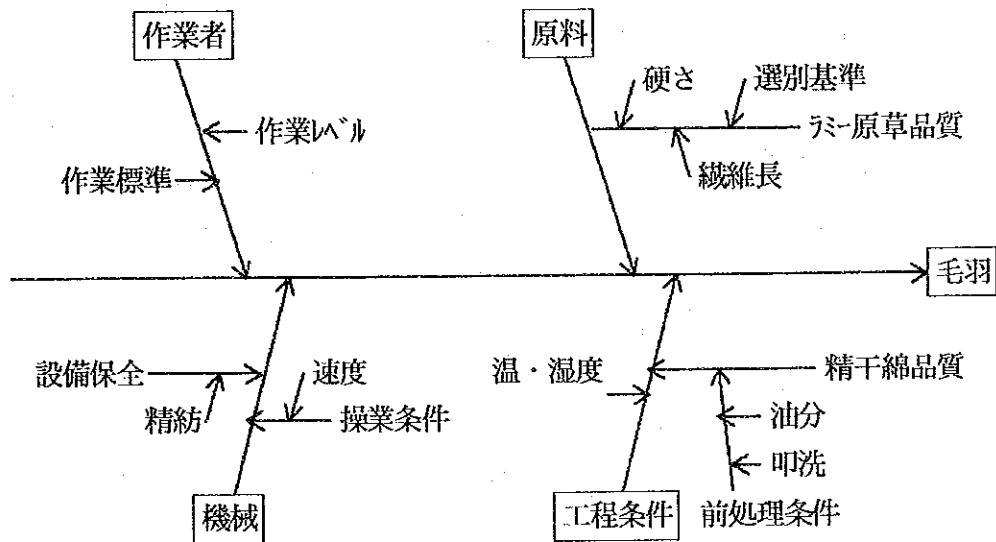 作業者
原料
硬さ
選別基準
作業ﾚﾍﾞﾙ
ﾗﾐｰ原草品質
作業標準
繊維長
毛羽
設備保全
速度
温・湿度
精干綿品質
精紡
操業条件
油分
叩洗
機械
工程条件
前処理条件